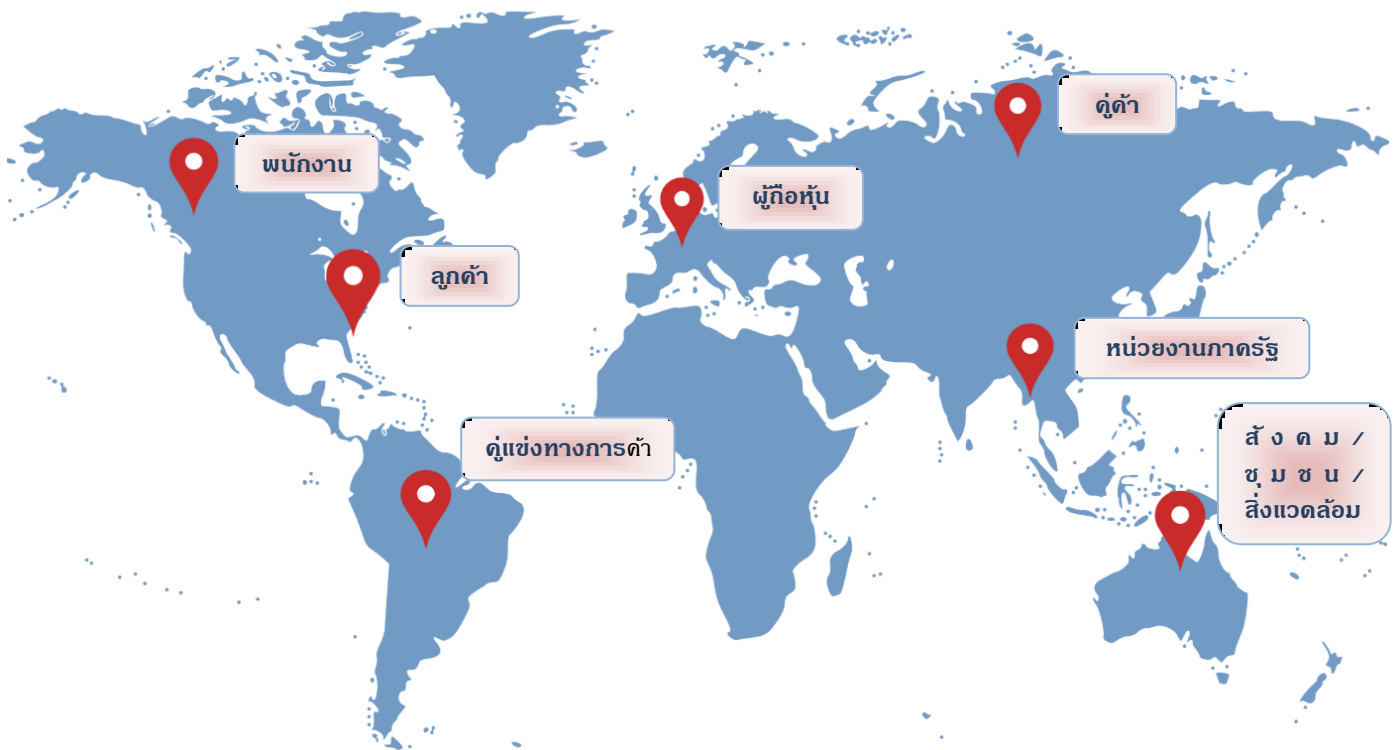 คู่ค้า
พนักงาน
ผู้ถือหุ้น
ลูกค้า
หน่วยงานภาครัฐ
คู่แข่งทางการค้า
สังคม/
ชุมชน/
สิ่งแวดล้อม